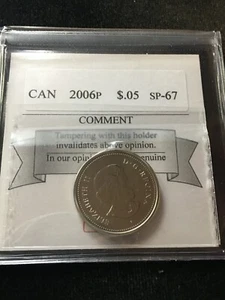 CAN 2006P $.05 SP-67
COMMENT
Tampering with this holder
invalidates above opinion.
In our opin genuine
ELIZABETH II D·G·REGINA